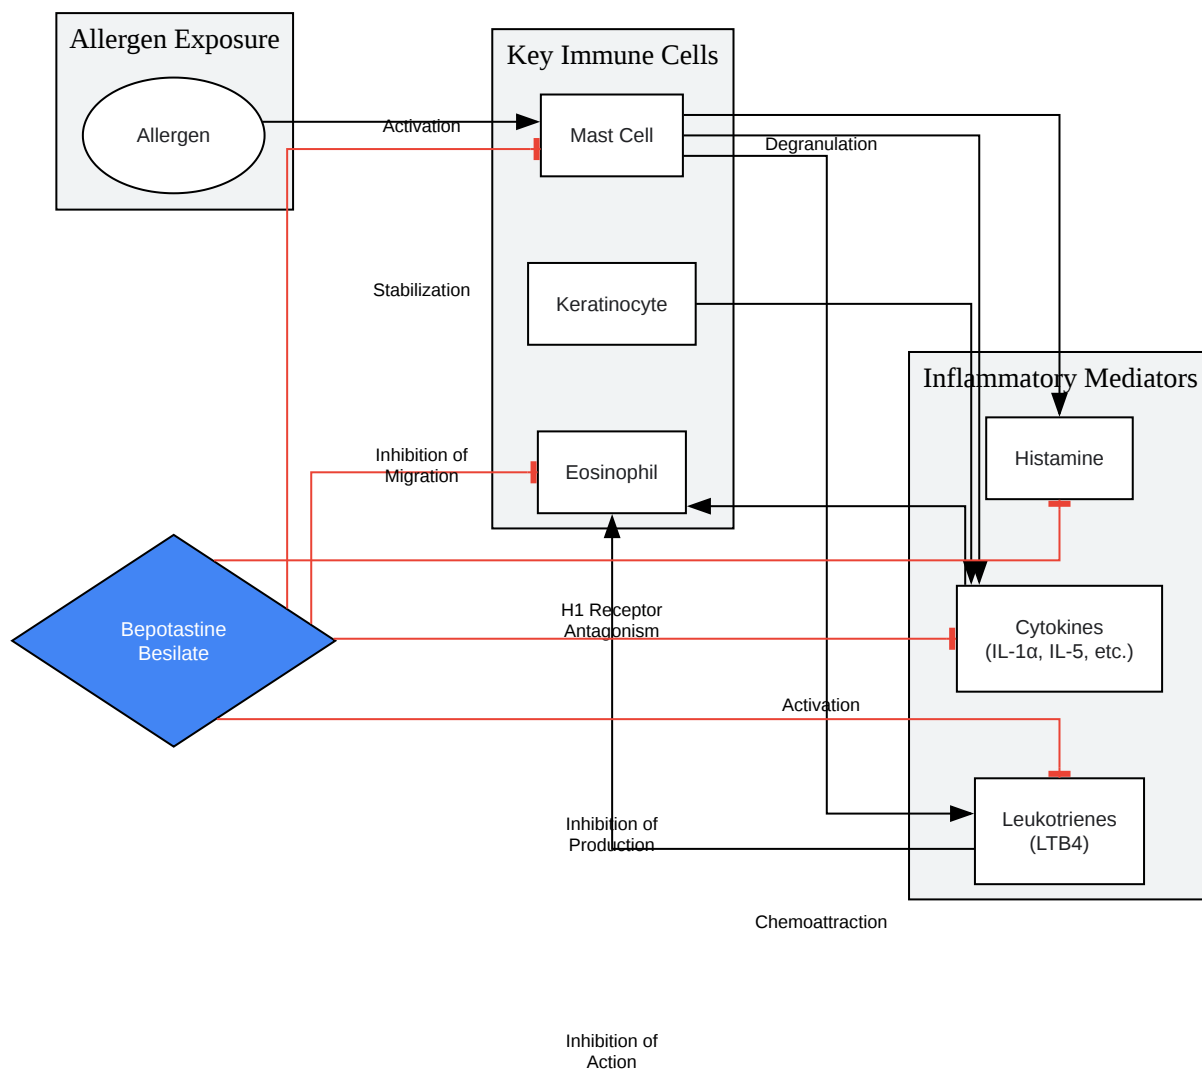 Allergen Exposure
Allergen
Key Immune Cells
Mast Cell
Keratinocyte
Eosinophil
Inflammatory Mediators
Histamine
Cytokines
(IL-1α, IL-5, etc.)
Leukotrienes
(LTB4)
Bepotastine
Besilate
Activation
Degranulation
Stabilization
Inhibition of
Migration
H1 Receptor
Antagonism
Activation
Inhibition of
Production
Chemoattraction
Inhibition of
Action